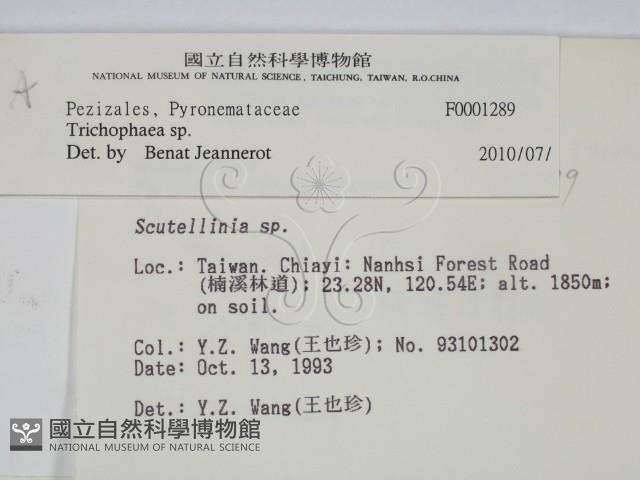 國立自然科學博物館
NATIONAL MUSEUM OF NATURAL SCIENCE, TAICHUNG, TAIWAN, R.O.CHINA
A
Pezizales, Pyronemataceae F0001289
Trichophaea sp.
Det. by Benat Jeannerot 2010/07/
Scutellinia sp.
Loc.: Taiwan. Chiayi: Nanhsi Forest Road
(楠溪林道); 23.28N, 120.54E; alt. 1850m;
on soil.
Col.: Y.Z. Wang(王也珍); No. 93101302
Date: Oct. 13, 1993
Det.: Y.Z. Wang(王也珍)
國立自然科學博物館
NATIONAL MUSEUM OF NATURAL SCIENCE